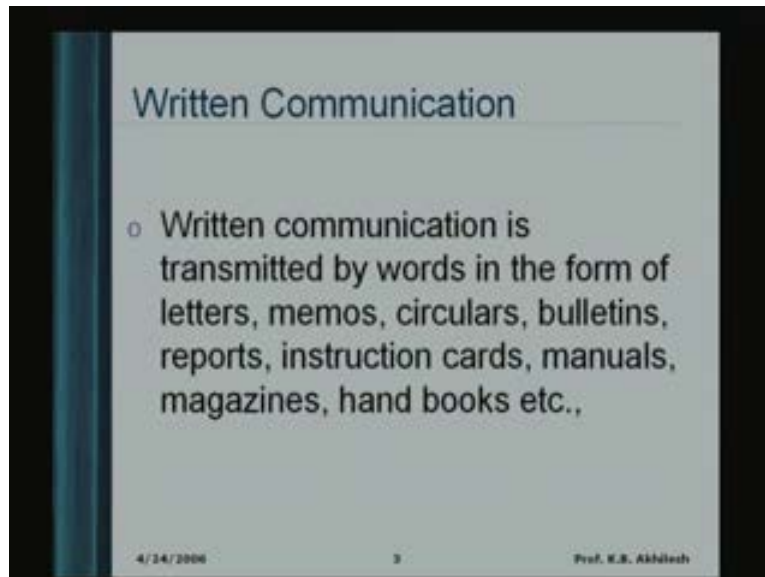 Written Communication
o Written communication is
transmitted by words in the form of
letters, memos, circulars, bulletins,
reports, instruction cards, manuals,
magazines, hand books etc.,
4/24/2006 3 Prof. K.B. Akhilesh